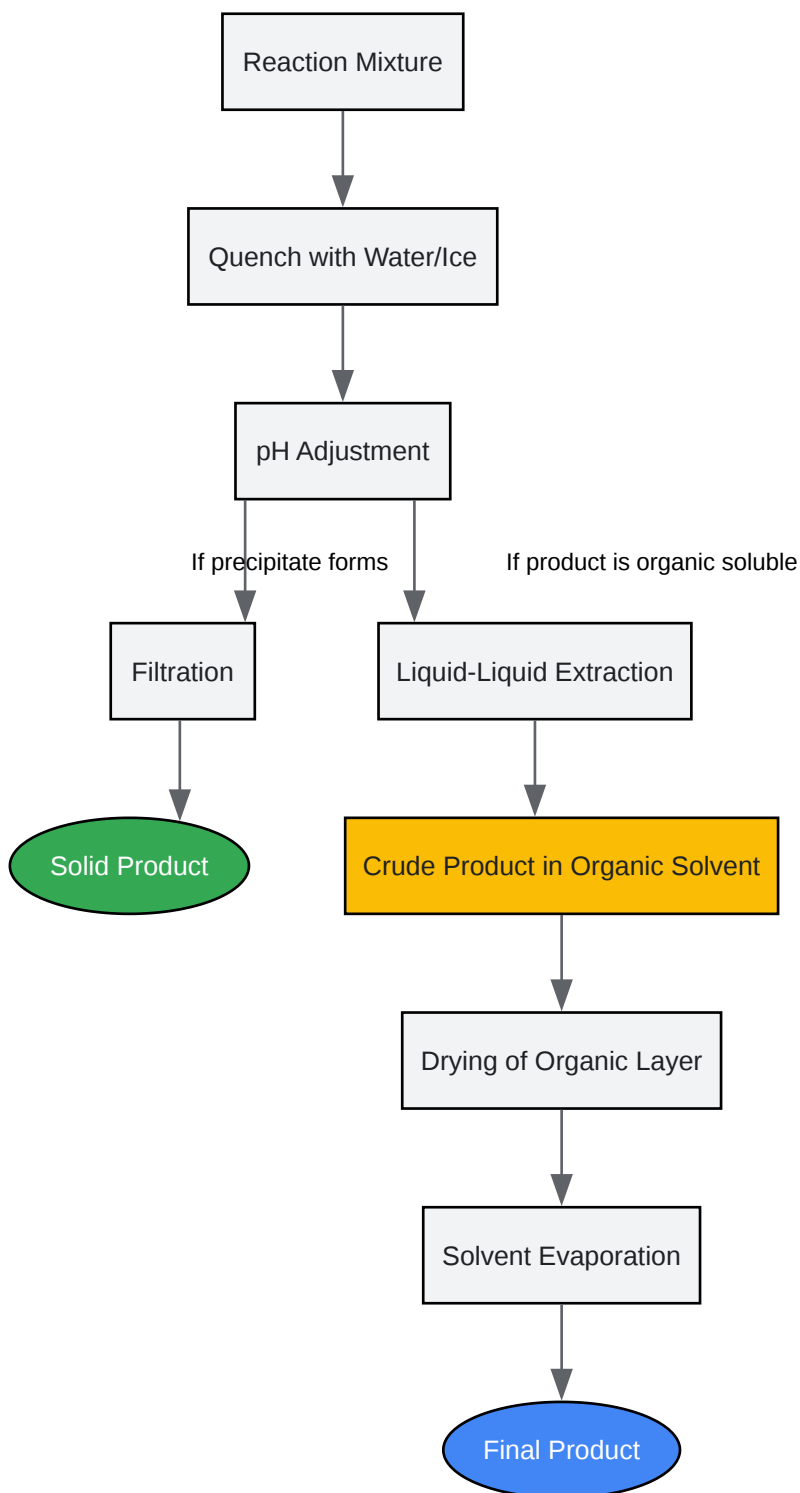 Reaction Mixture
Quench with Water/Ice
pH Adjustment
If precipitate forms
If product is organic soluble
Filtration
Liquid-Liquid Extraction
Solid Product
Crude Product in Organic Solvent
Drying of Organic Layer
Solvent Evaporation
Final Product